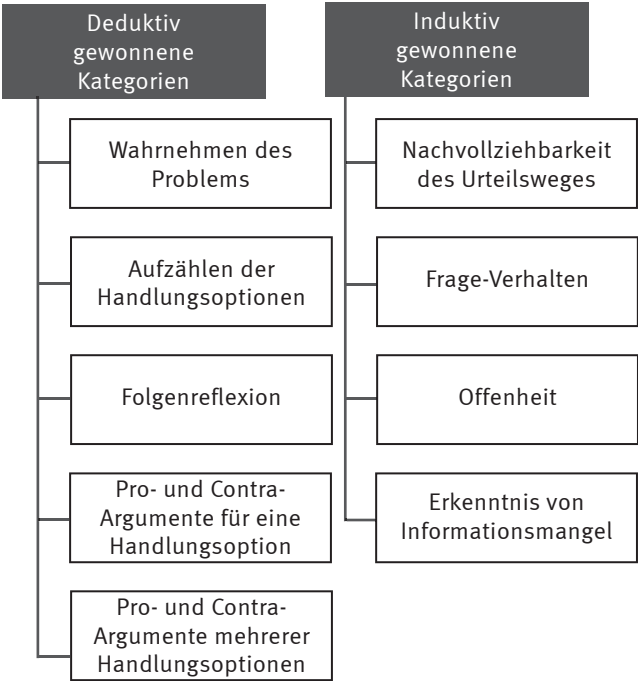 Deduktiv
gewonnene
Kategorien
Wahrnehmen des
Problems
Aufzählen der
Handlungsoptionen
Folgenreflexion
Pro- und Contra-
Argumente für eine
Handlungsoption
Pro- und Contra-
Argumente mehrerer
Handlungsoptionen
Induktiv
gewonnene
Kategorien
Nachvollziehbarkeit
des Urteilsweges
Frage-Verhalten
Offenheit
Erkenntnis von
Informationsmangel